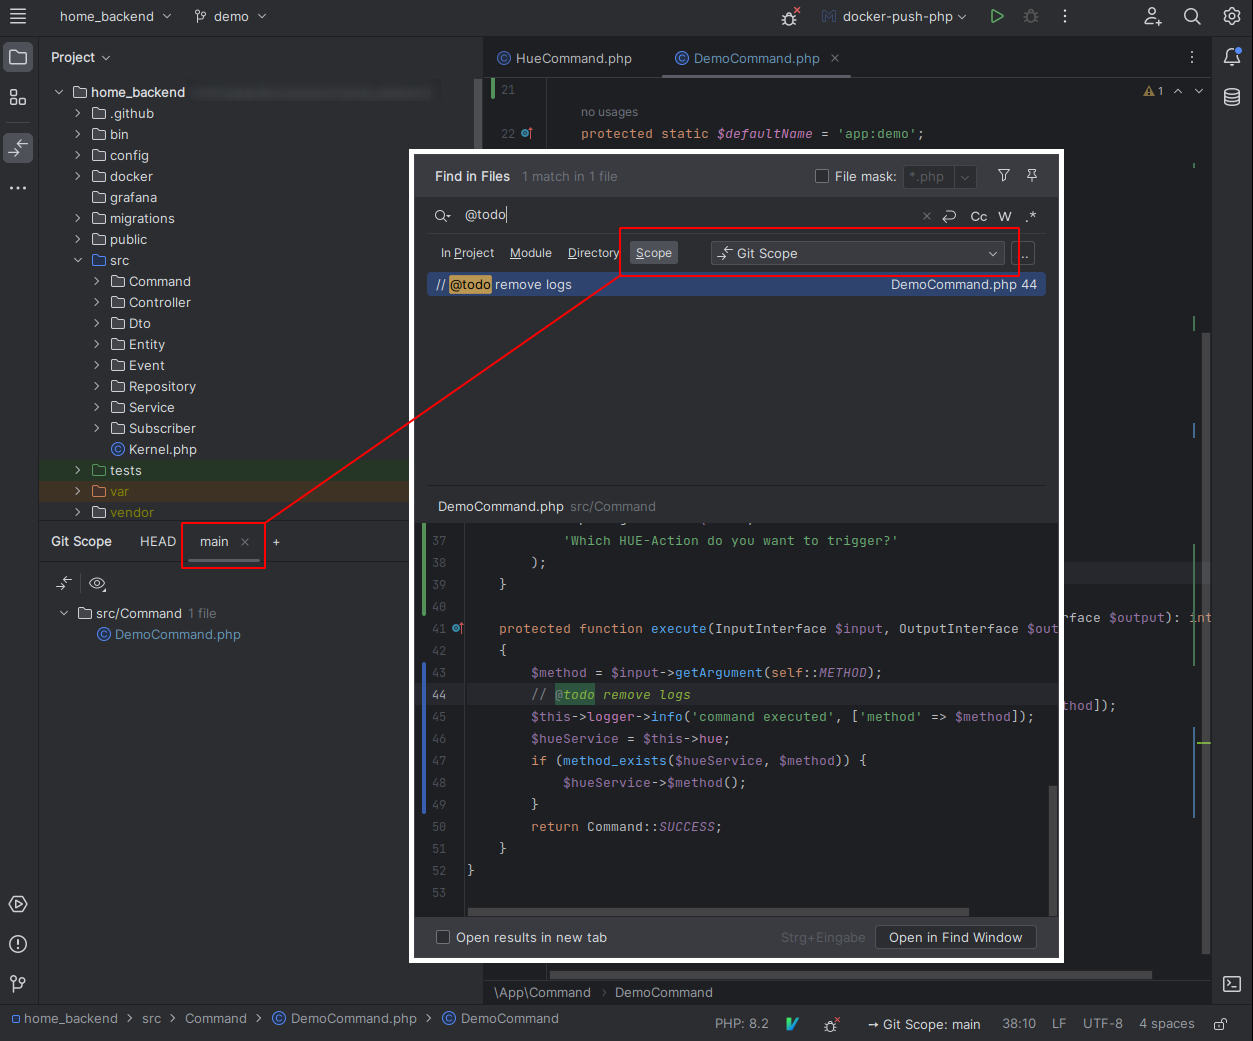 home_backend
demo
docker-push-php
Project
HueCommand.php
DemoCommand.php
home_backend
.github
bin
config
docker
grafana
migrations
public
src
Command
Controller
Dto
Entity
Event
Repository
Service
Subscriber
Kernel.php
tests
var
vendor
21
1
no usages
22 protected static $defaultName = 'app:demo';
Find in Files 1 match in 1 file
File mask: *.php
@todo
Cc W .*
In Project Module Directory Scope Git Scope ...
// @todo remove logs DemoCommand.php 44
DemoCommand.php src/Command
37 'Which HUE-Action do you want to trigger?'
38 );
39 }
40
41 protected function execute(InputInterface $input, OutputInterface $out
42 {
43 $method = $input->getArgument(self::METHOD);
44 // @todo remove logs
45 $this->logger->info('command executed', ['method' => $method]);
46 $hueService = $this->hue;
47 if (method_exists($hueService, $method)) {
48 $hueService->$method();
49 }
50 return Command::SUCCESS;
51 }
52 }
53
Open results in new tab
Strg+Eingabe
Open in Find Window
rface $output): int
thod]);
Git Scope HEAD main +
src/Command 1 file
DemoCommand.php
\App\Command > DemoCommand
home_backend > src > Command > DemoCommand.php > DemoCommand
PHP: 8.2
Git Scope: main
38:10 LF UTF-8 4 spaces